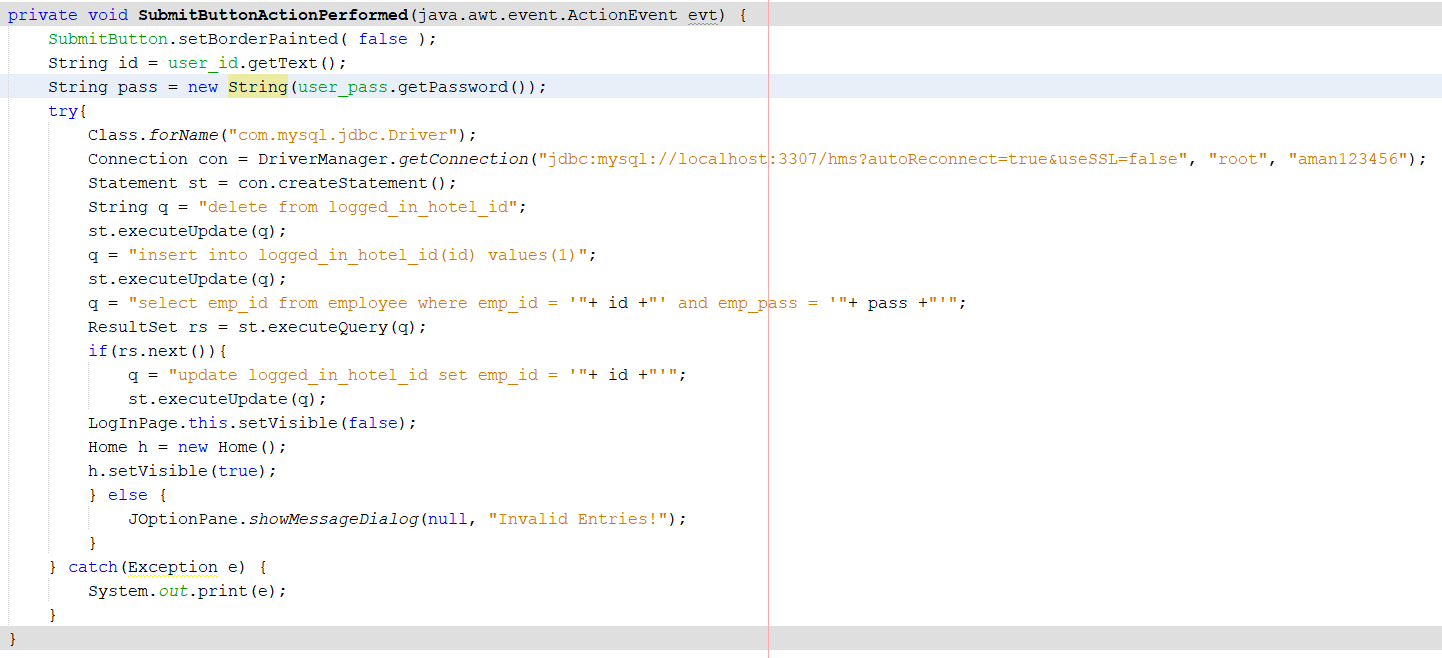 private void SubmitButtonActionPerformed(java.awt.event.ActionEvent evt) {
    SubmitButton.setBorderPainted( false );
    String id = user_id.getText();
    String pass = new String(user_pass.getPassword());
    try{
        Class.forName("com.mysql.jdbc.Driver");
        Connection con = DriverManager.getConnection("jdbc:mysql://localhost:3307/hms?autoReconnect=true&useSSL=false", "root", "aman123456");
        Statement st = con.createStatement();
        String q = "delete from logged_in_hotel_id";
        st.executeUpdate(q);
        q = "insert into logged_in_hotel_id(id) values(1)";
        st.executeUpdate(q);
        q = "select emp_id from employee where emp_id = '"+ id +"' and emp_pass = '"+ pass +"'";
        ResultSet rs = st.executeQuery(q);
        if(rs.next()){
            q = "update logged_in_hotel_id set emp_id = '"+ id +"'";
            st.executeUpdate(q);
        LogInPage.this.setVisible(false);
        Home h = new Home();
        h.setVisible(true);
        } else {
            JOptionPane.showMessageDialog(null, "Invalid Entries!");
        }
    } catch(Exception e) {
        System.out.print(e);
    }
}